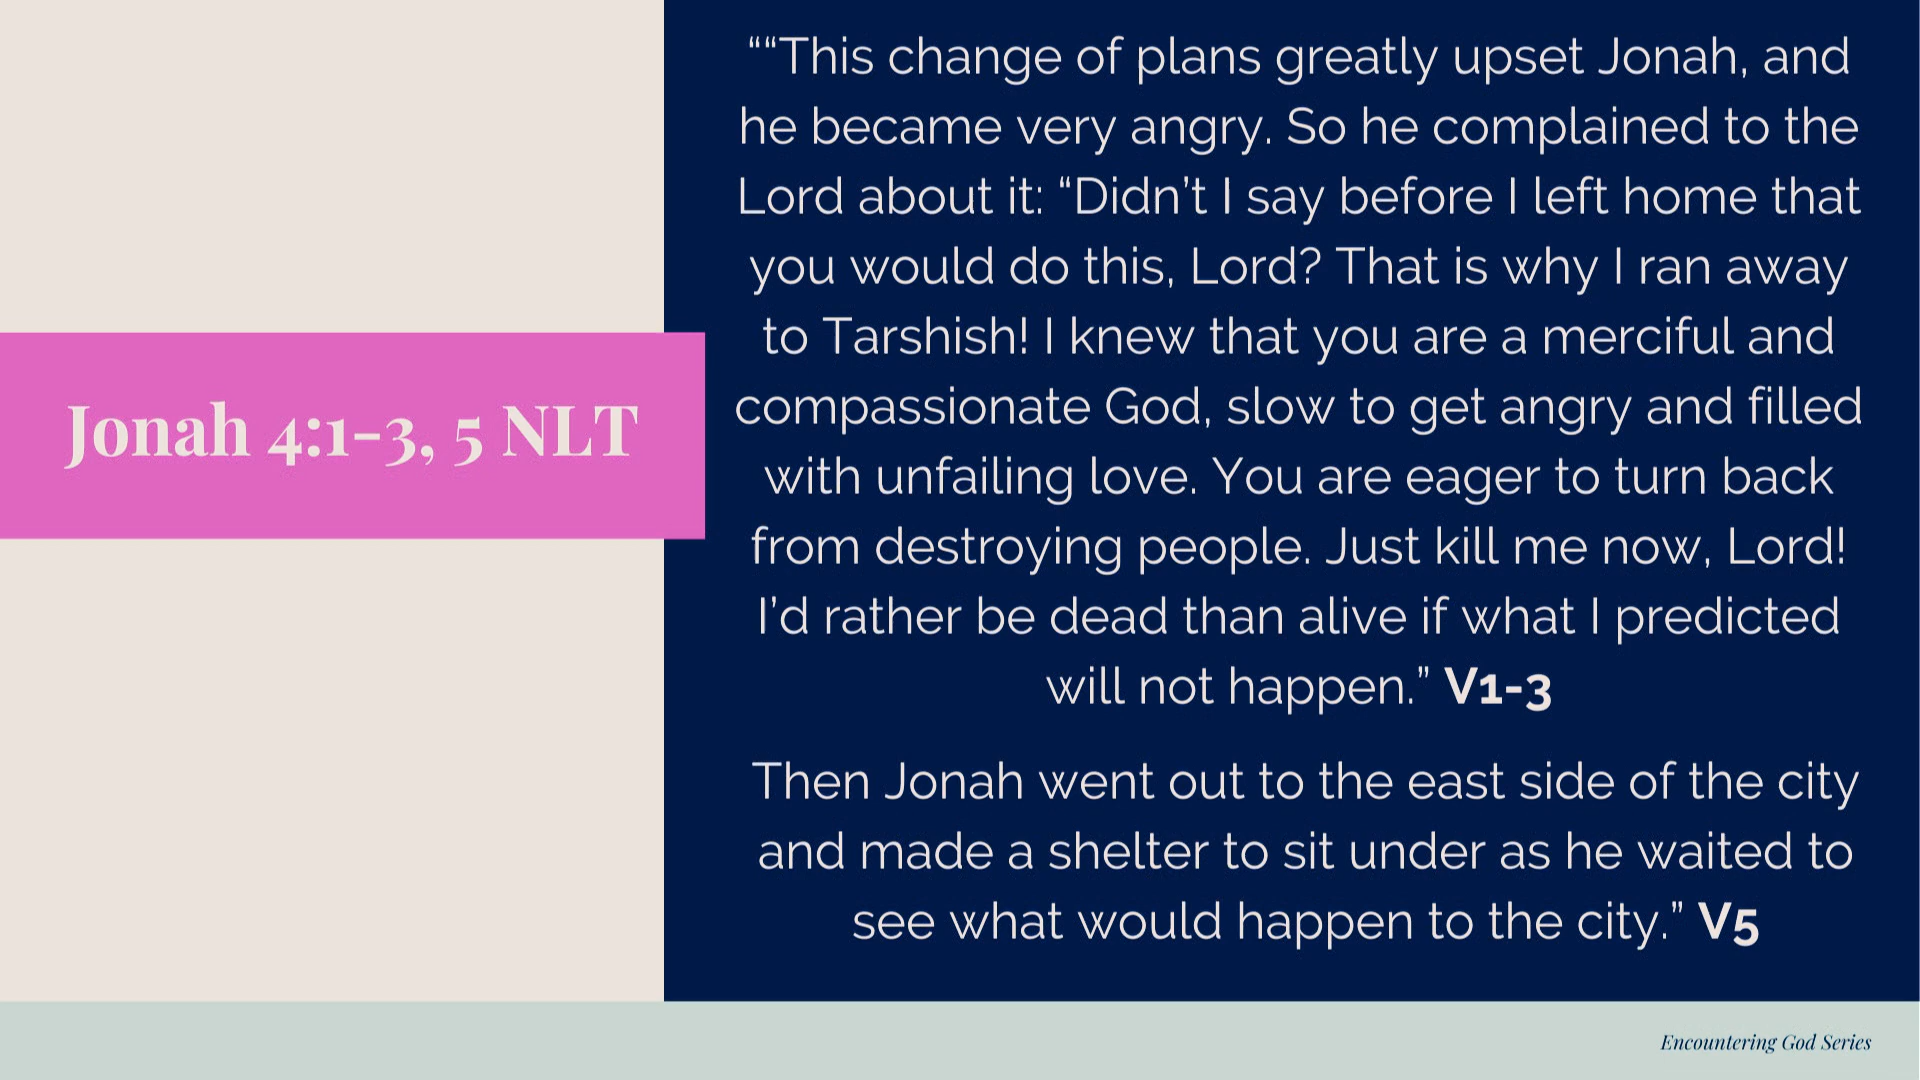 Jonah 4:1-3, 5 NLT
““This change of plans greatly upset Jonah, and
he became very angry. So he complained to the
Lord about it: “Didn’t I say before I left home that
you would do this, Lord? That is why I ran away
to Tarshish! I knew that you are a merciful and
compassionate God, slow to get angry and filled
with unfailing love. You are eager to turn back
from destroying people. Just kill me now, Lord!
I’d rather be dead than alive if what I predicted
will not happen.” V1-3
Then Jonah went out to the east side of the city
and made a shelter to sit under as he waited to
see what would happen to the city.” V5
Encountering God Series